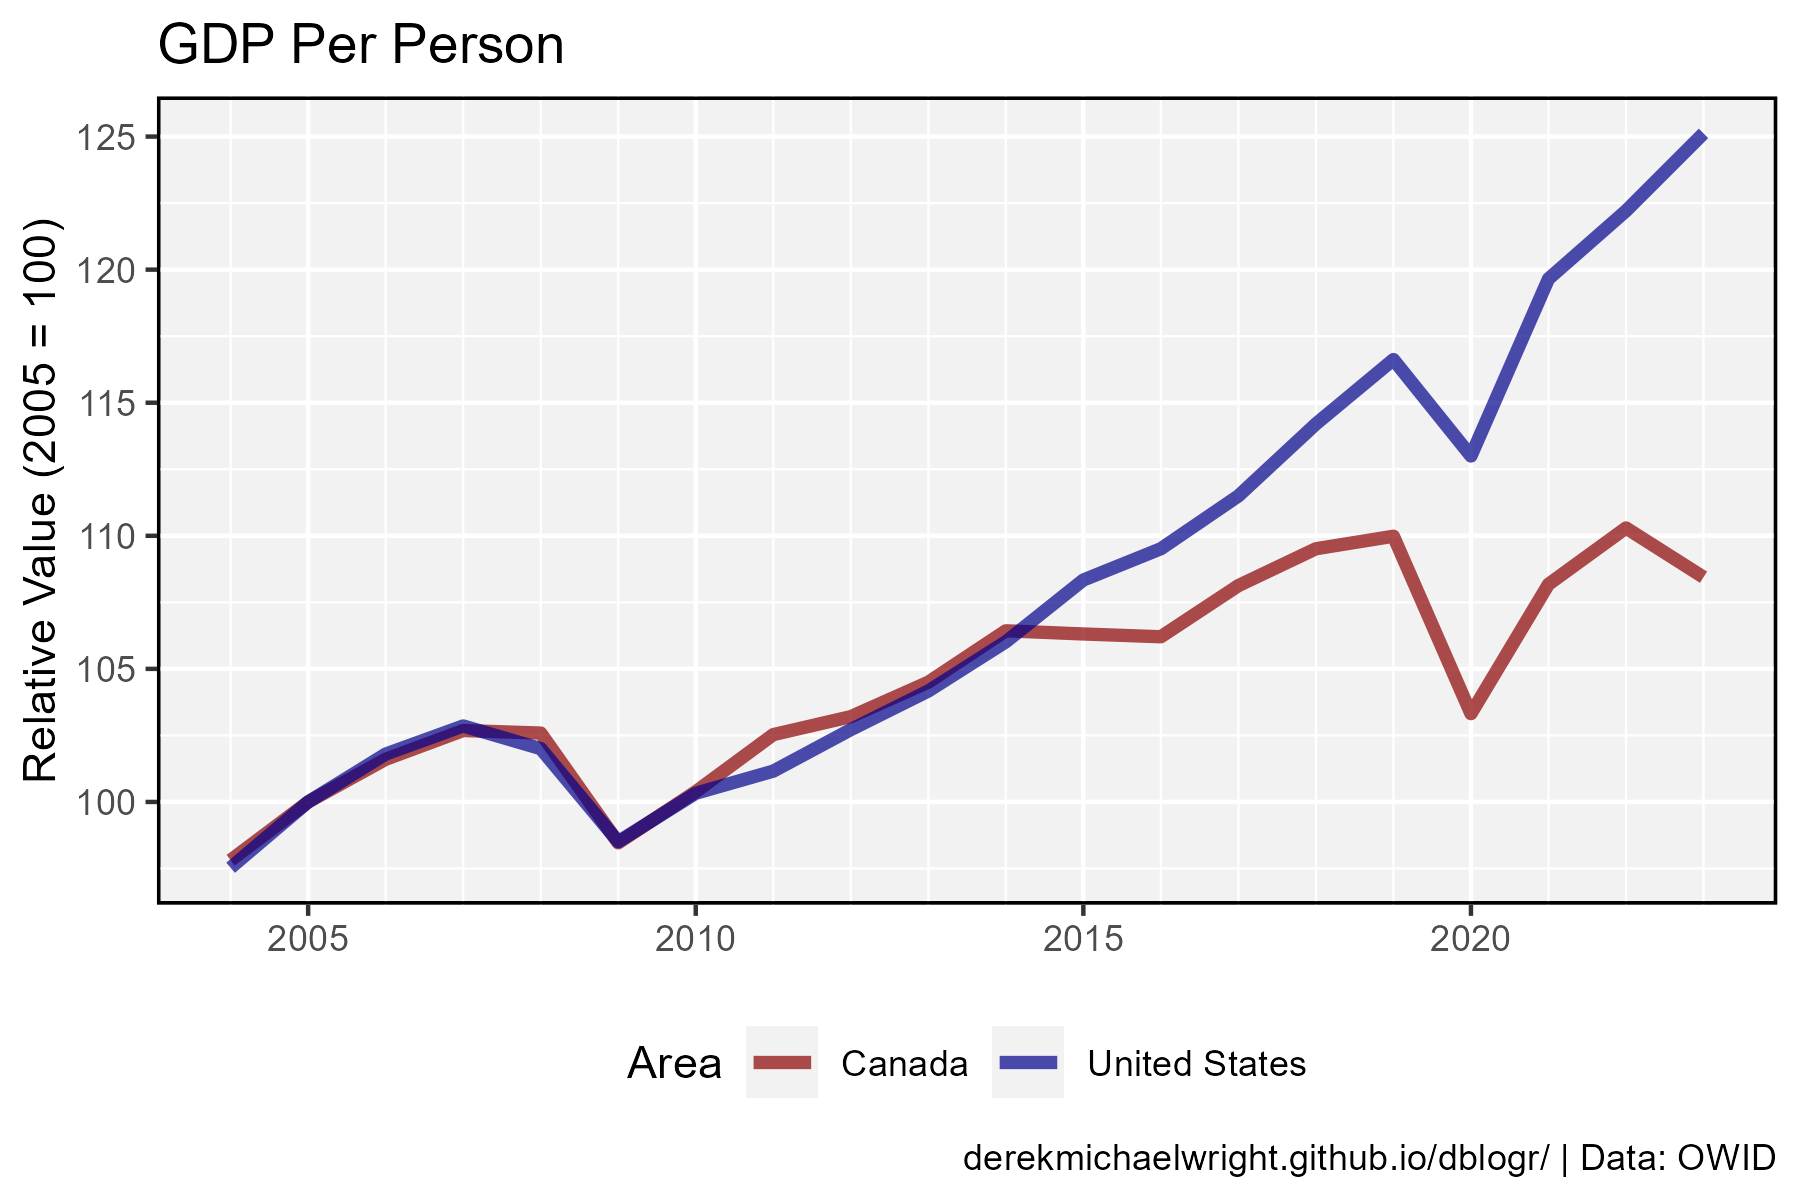 GDP Per Person
Relative Value (2005 = 100)
125
120
115
110
105
100
2005 2010 2015 2020
Area Canada United States
derekmichaelwright.github.io/dblogr/ | Data: OWID